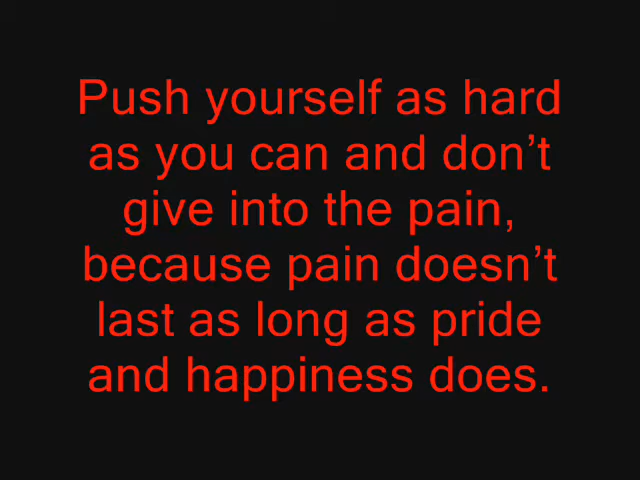 Push yourself as hard
as you can and don’t
give into the pain,
because pain doesn’t
last as long as pride
and happiness does.